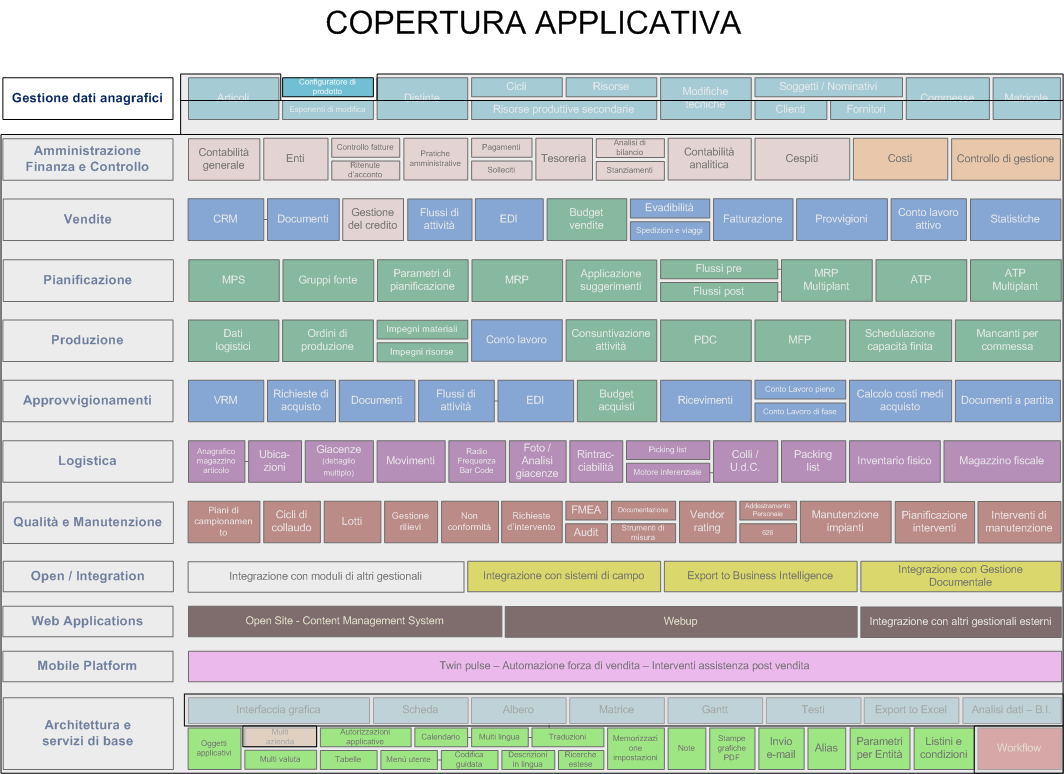 COPERTURA APPLICATIVA
Gestione dati anagrafici
Articoli
Configuratore di
prodotto
Esponenti di modifica
Distinte
Cicli
Risorse
Risorse produttive secondarie
Modifiche
tecniche
Soggetti / Nominativi
Clienti
Fornitori
Commesse
Matricole
Amministrazione
Finanza e Controllo
Contabilità
generale
Enti
Controllo fatture
Ritenute
d'acconto
Pratiche
amministrative
Pagamenti
Solleciti
Tesoreria
Analisi di
bilancio
Stanziamenti
Contabilità
analitica
Cespiti
Costi
Controllo di gestione
Vendite
CRM
Documenti
Gestione
del credito
Flussi di
attività
EDI
Budget
vendite
Evadibilità
Spedizioni e viaggi
Fatturazione
Provvigioni
Conto lavoro
attivo
Statistiche
Pianificazione
MPS
Gruppi fonte
Parametri di
pianificazione
MRP
Applicazione
suggerimenti
Flussi pre
Flussi post
MRP
Multiplant
ATP
ATP
Multiplant
Produzione
Dati
logistici
Ordini di
produzione
Impegni materiali
Impegni risorse
Conto lavoro
Consuntivazione
attività
PDC
MFP
Schedulazione
capacità finita
Mancanti per
commessa
Approvvigionamenti
VRM
Richieste di
acquisto
Documenti
Flussi di
attività
EDI
Budget
acquisti
Ricevimenti
Conto Lavoro pieno
Conto Lavoro di fase
Calcolo costi medi
acquisto
Documenti a partita
Logistica
Anagrafico
magazzino
articolo
Ubica-
zioni
Giacenze
(dettaglio
multiplo)
Movimenti
Radio
Frequenza
Bar Code
Foto /
Analisi
giacenze
Rintrac-
ciabilità
Picking list
Motore inferenziale
Colli /
U.d.C.
Packing
list
Inventario fisico
Magazzino fiscale
Qualità e Manutenzione
Piani di
campionamen
to
Cicli di
collaudo
Lotti
Gestione
rilievi
Non
conformità
Richieste
d'intervento
FMEA
Audit
Documentazione
Strumenti di
misura
Vendor
rating
Addestramento
Personale
626
Manutenzione
impianti
Pianificazione
interventi
Interventi di
manutenzione
Open / Integration
Integrazione con moduli di altri gestionali
Integrazione con sistemi di campo
Export to Business Intelligence
Integrazione con Gestione
Documentale
Web Applications
Open Site - Content Management System
Webup
Integrazione con altri gestionali esterni
Mobile Platform
Twin pulse – Automazione forza di vendita – Interventi assistenza post vendita
Architettura e
servizi di base
Interfaccia grafica
Scheda
Albero
Matrice
Gantt
Testi
Export to Excel
Analisi dati – B.I.
Oggetti
applicativi
Multi
azienda
Multi valuta
Autorizzazioni
applicative
Tabelle
Calendario
Multi lingua
Traduzioni
Menù utente
Codifica
guidata
Descrizioni
in lingua
Ricerche
estese
Memorizzazi
one
impostazioni
Note
Stampe
grafiche
PDF
Invio
e-mail
Alias
Parametri
per Entità
Listini e
condizioni
Workflow